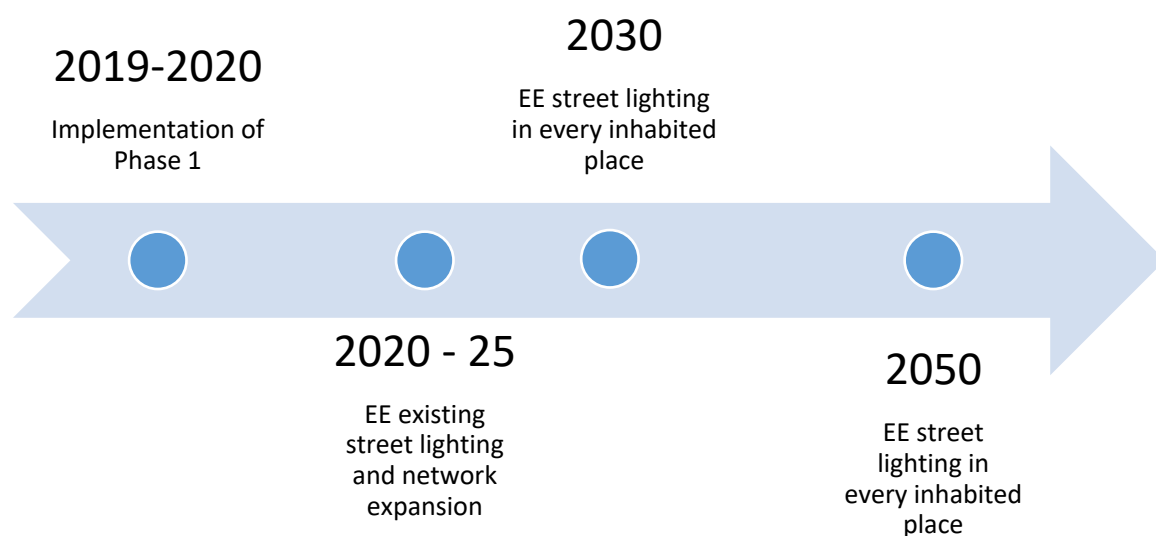 2019-2020
Implementation of
Phase 1
2020 - 25
EE existing
street lighting
and network
expansion
2030
EE street lighting
in every inhabited
place
2050
EE street
lighting in
every inhabited
place